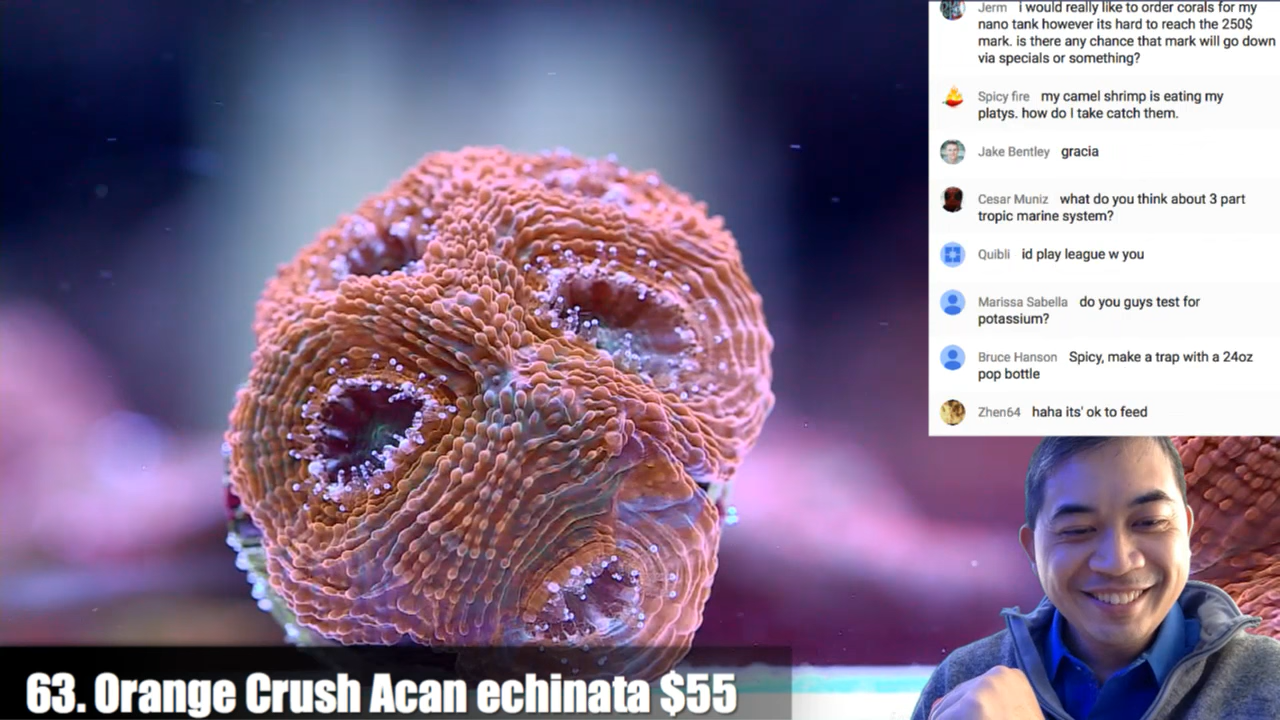 Jerm i would really like to order corals for my
nano tank however its hard to reach the 250$
mark. is there any chance that mark will go down
via specials or something?
Spicy fire my camel shrimp is eating my
platys. how do I take catch them.
Jake Bentley gracia
Cesar Muniz what do you think about 3 part
tropic marine system?
Quibli id play league w you
Marissa Sabella do you guys test for
potassium?
Bruce Hanson Spicy, make a trap with a 24oz
pop bottle
Zhen64 haha its' ok to feed
63. Orange Crush Acan echinata $55